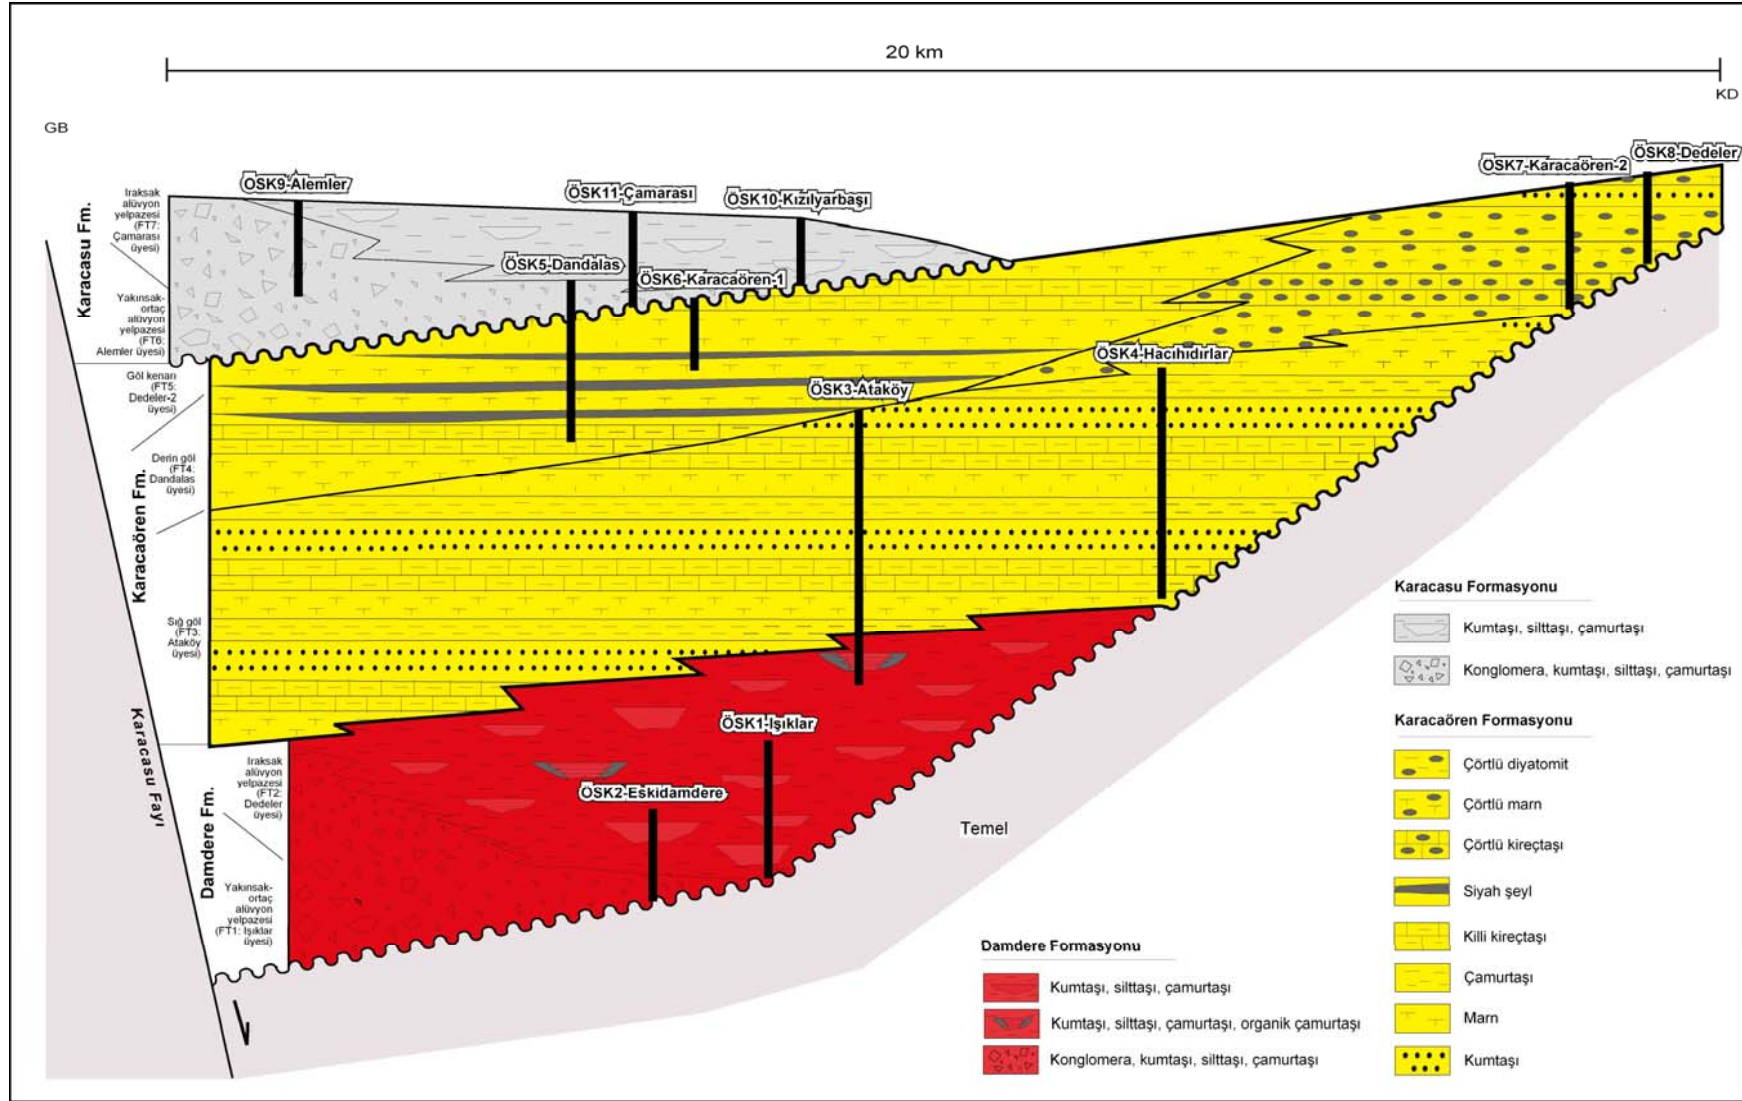 20 km
GB
KD
ÖSK9-Alemler
ÖSK11-Çamarası
ÖSK10-Kızılyarbaşı
ÖSK7-Karacaören-2
ÖSK8-Dedeler
ÖSK5-Dandalas
ÖSK6-Karacaören-1
ÖSK4-Hacıhıdırlar
ÖSK3-Ataköy
ÖSK1-Işıklar
ÖSK2-Eskidamdere
Karacasu Fm.
Iraksak
alüvyon
yelpazesi
(FT7:
Çamarası
üyesi)
Yakınsak-
ortaç
alüvyon
yelpazesi
(FT6:
Alemler üyesi)
Karacaören Fm.
Göl kenarı
(FT5:
Dedeler-2
üyesi)
Derin göl
(FT4:
Dandalas
üyesi)
Sığ göl
(FT3:
Ataköy
üyesi)
Karacasu Fayı
Damdere Fm.
Iraksak
alüvyon
yelpazesi
(FT2:
Dedeler
üyesi)
Yakınsak-
ortaç
alüvyon
yelpazesi
(FT1: Işıklar
üyesi)
Temel
Damdere Formasyonu
Kumtaşı, silttaşı, çamurtaşı
Kumtaşı, silttaşı, çamurtaşı, organik çamurtaşı
Konglomera, kumtaşı, silttaşı, çamurtaşı
Karacasu Formasyonu
Kumtaşı, silttaşı, çamurtaşı
Konglomera, kumtaşı, silttaşı, çamurtaşı
Karacaören Formasyonu
Çörtlü diyatomit
Çörtlü marn
Çörtlü kireçtaşı
Siyah şeyl
Killi kireçtaşı
Çamurtaşı
Marn
Kumtaşı